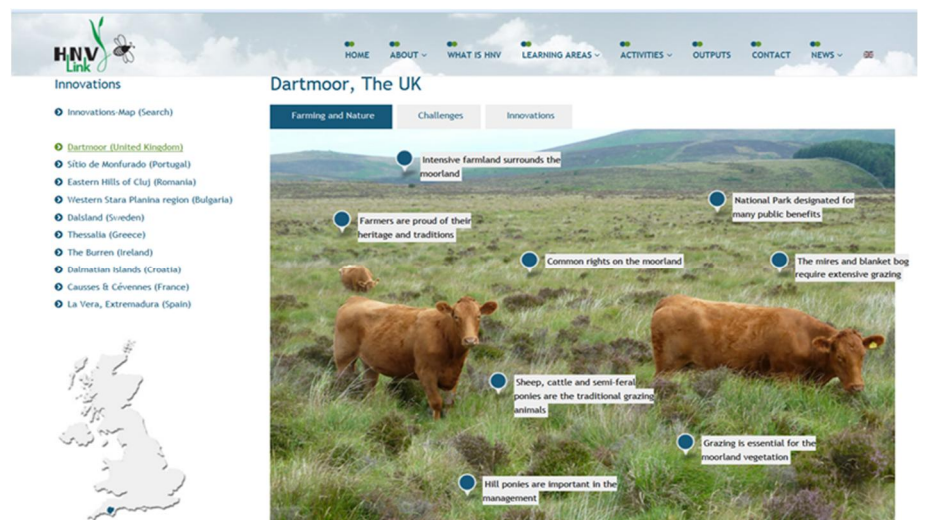 HNV
Link
HOME
ABOUT
WHAT IS HNV
LEARNING AREAS
ACTIVITIES
OUTPUTS
CONTACT
NEWS
Innovations
Innovations-Map (Search)
Dartmoor (United Kingdom)
Sítio de Monfurado (Portugal)
Eastern Hills of Cluj (Romania)
Western Stara Planina region (Bulgaria)
Dalsland (Sweden)
Thessalia (Greece)
The Burren (Ireland)
Dalmatian Islands (Croatia)
Causses & Cévennes (France)
La Vera, Extremadura (Spain)
Dartmoor, The UK
Farming and Nature
Challenges
Innovations
Intensive farmland surrounds the
moorland
National Park designated for
many public benefits
Farmers are proud of their
heritage and traditions
Common rights on the moorland
The mires and blanket bog
require extensive grazing
Sheep, cattle and semi-feral
ponies are the traditional grazing
animals
Grazing is essential for the
moorland vegetation
Hill ponies are important in the
management